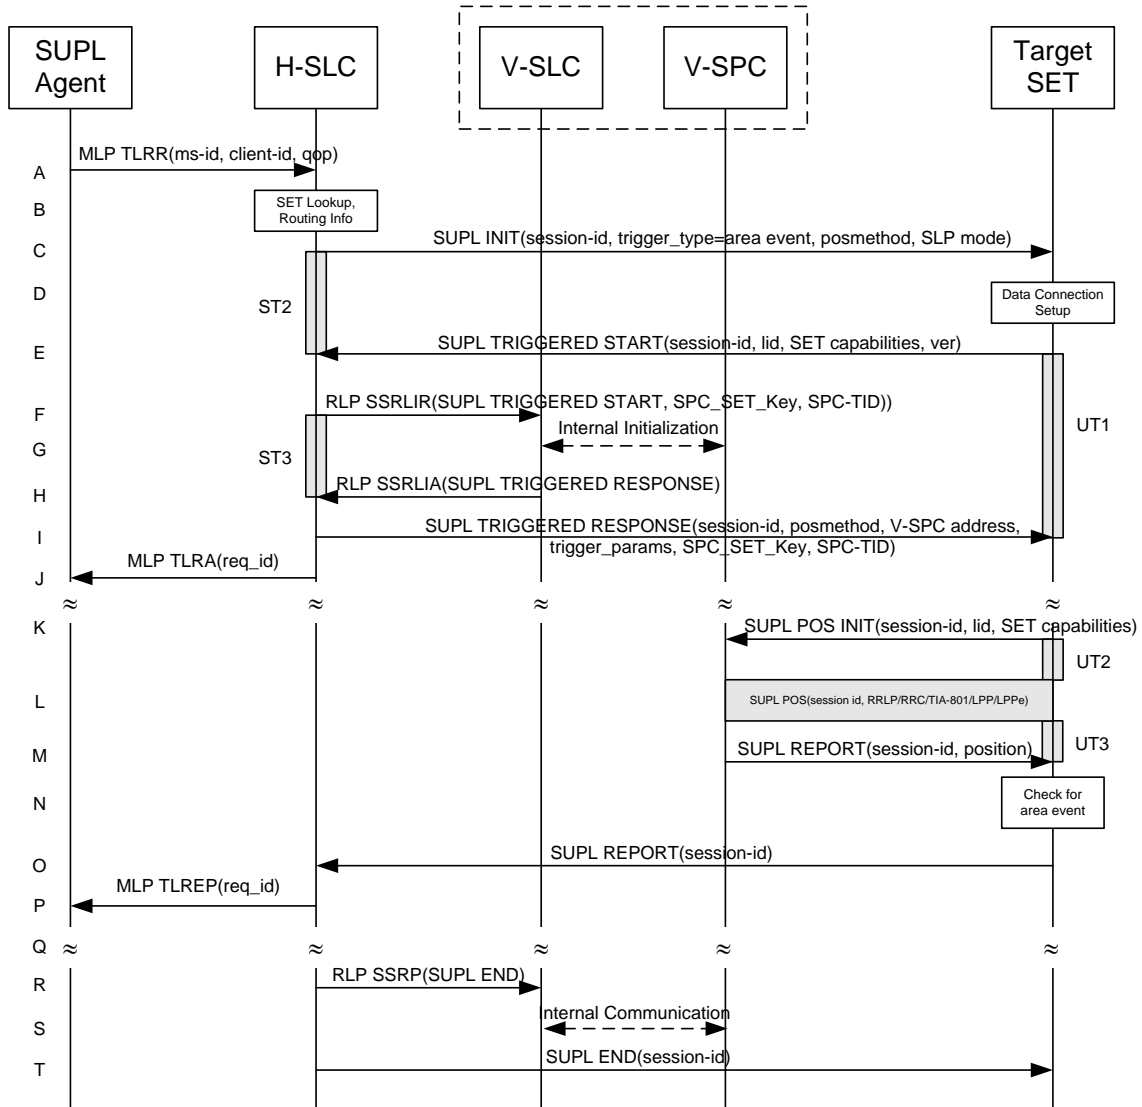 SUPL
Agent
H-SLC
V-SLC
V-SPC
Target
SET
MLP TLRR(ms-id, client-id, qop)
A
SET Lookup,
Routing Info
B
SUPL INIT(session-id, trigger_type=area event, posmethod, SLP mode)
C
D
ST2
Data Connection
Setup
SUPL TRIGGERED START(session-id, lid, SET capabilities, ver)
E
RLP SSRLIR(SUPL TRIGGERED START, SPC_SET_Key, SPC-TID))
F
UT1
Internal Initialization
G
ST3
RLP SSRLIA(SUPL TRIGGERED RESPONSE)
H
SUPL TRIGGERED RESPONSE(session-id, posmethod, V-SPC address,
trigger_params, SPC_SET_Key, SPC-TID)
I
MLP TLRA(req_id)
J
≈ ≈ ≈ ≈ ≈
K
SUPL POS INIT(session-id, lid, SET capabilities)
UT2
L
SUPL POS(session id, RRLP/RRC/TIA-801/LPP/LPPe)
UT3
SUPL REPORT(session-id, position)
M
Check for
area event
N
SUPL REPORT(session-id)
O
MLP TLREP(req_id)
P
Q ≈ ≈ ≈ ≈ ≈
RLP SSRP(SUPL END)
R
Internal Communication
S
SUPL END(session-id)
T